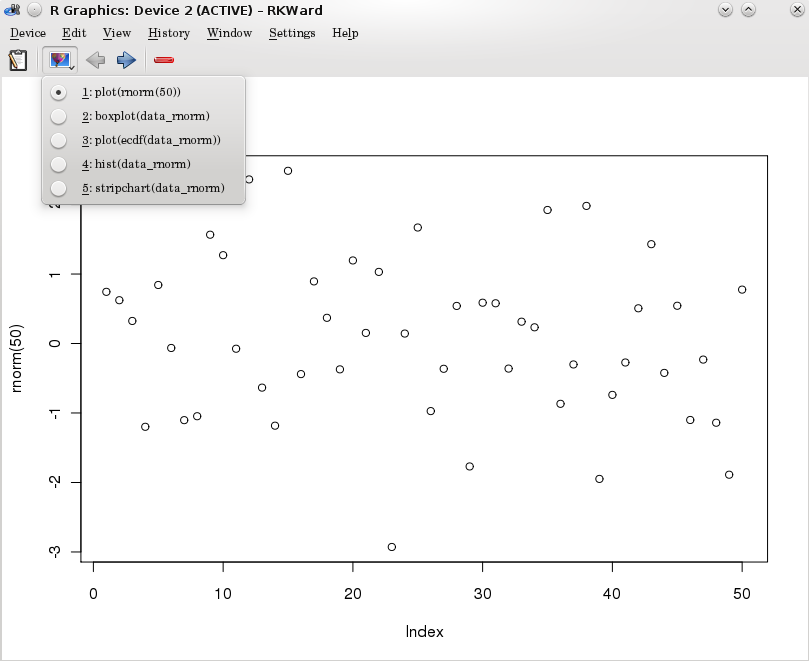 R Graphics: Device 2 (ACTIVE) – RKWard
Device Edit View History Window Settings Help
1: plot(rnorm(50))
2: boxplot(data_rnorm)
3: plot(ecdf(data_rnorm))
4: hist(data_rnorm)
5: stripchart(data_rnorm)
2
1
0
-1
-2
-3
rnorm(50)
0 10 20 30 40 50
Index